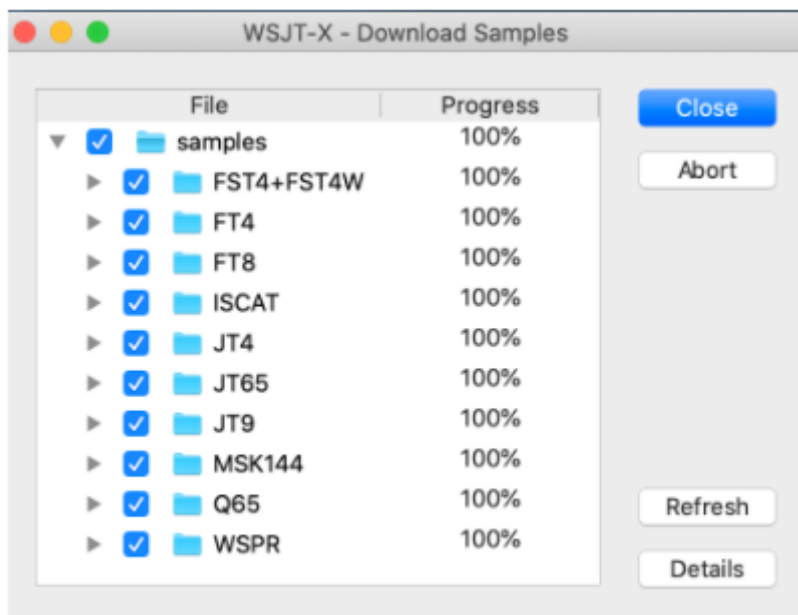 WSJT-X - Download Samples
File Progress
Close
samples 100%
Abort
FST4+FST4W 100%
FT4 100%
FT8 100%
ISCAT 100%
JT4 100%
JT65 100%
JT9 100%
MSK144 100%
Q65 100%
Refresh
WSPR 100%
Details